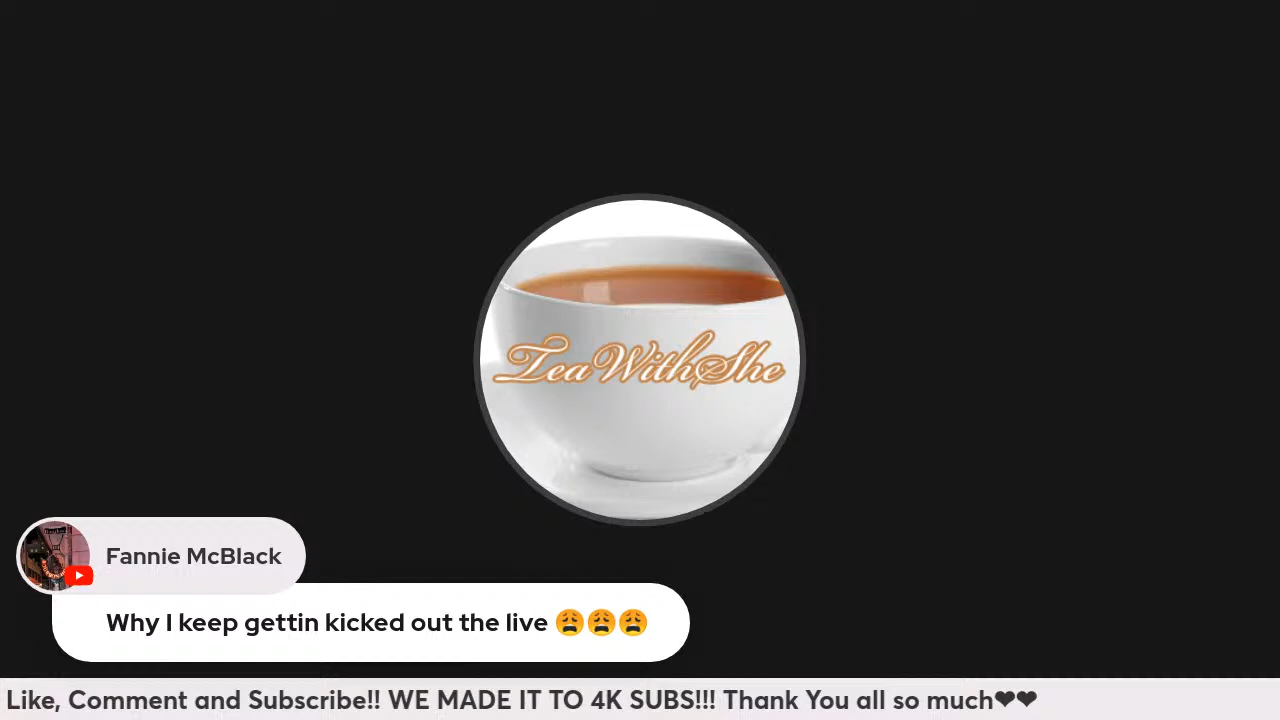 TeaWithShe
Fannie McBlack
Why I keep gettin kicked out the live 😩😩😩
Like, Comment and Subscribe!! WE MADE IT TO 4K SUBS!!! Thank You all so much❤❤